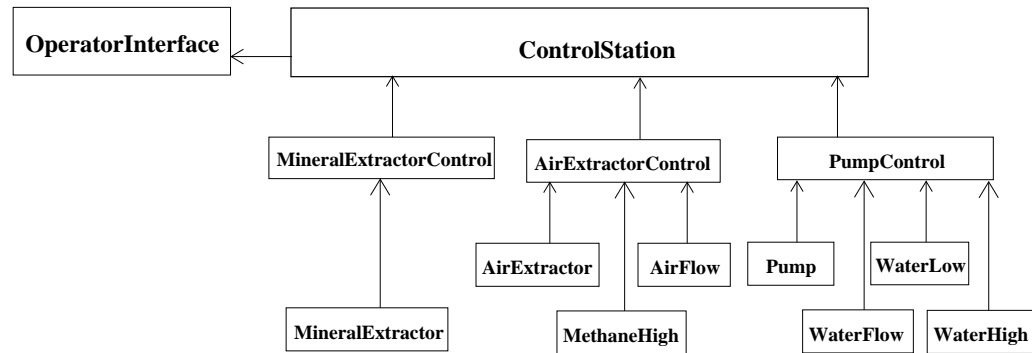 OperatorInterface
ControlStation
MineralExtractorControl
AirExtractorControl
PumpControl
AirExtractor
AirFlow
Pump
WaterLow
MineralExtractor
MethaneHigh
WaterFlow
WaterHigh